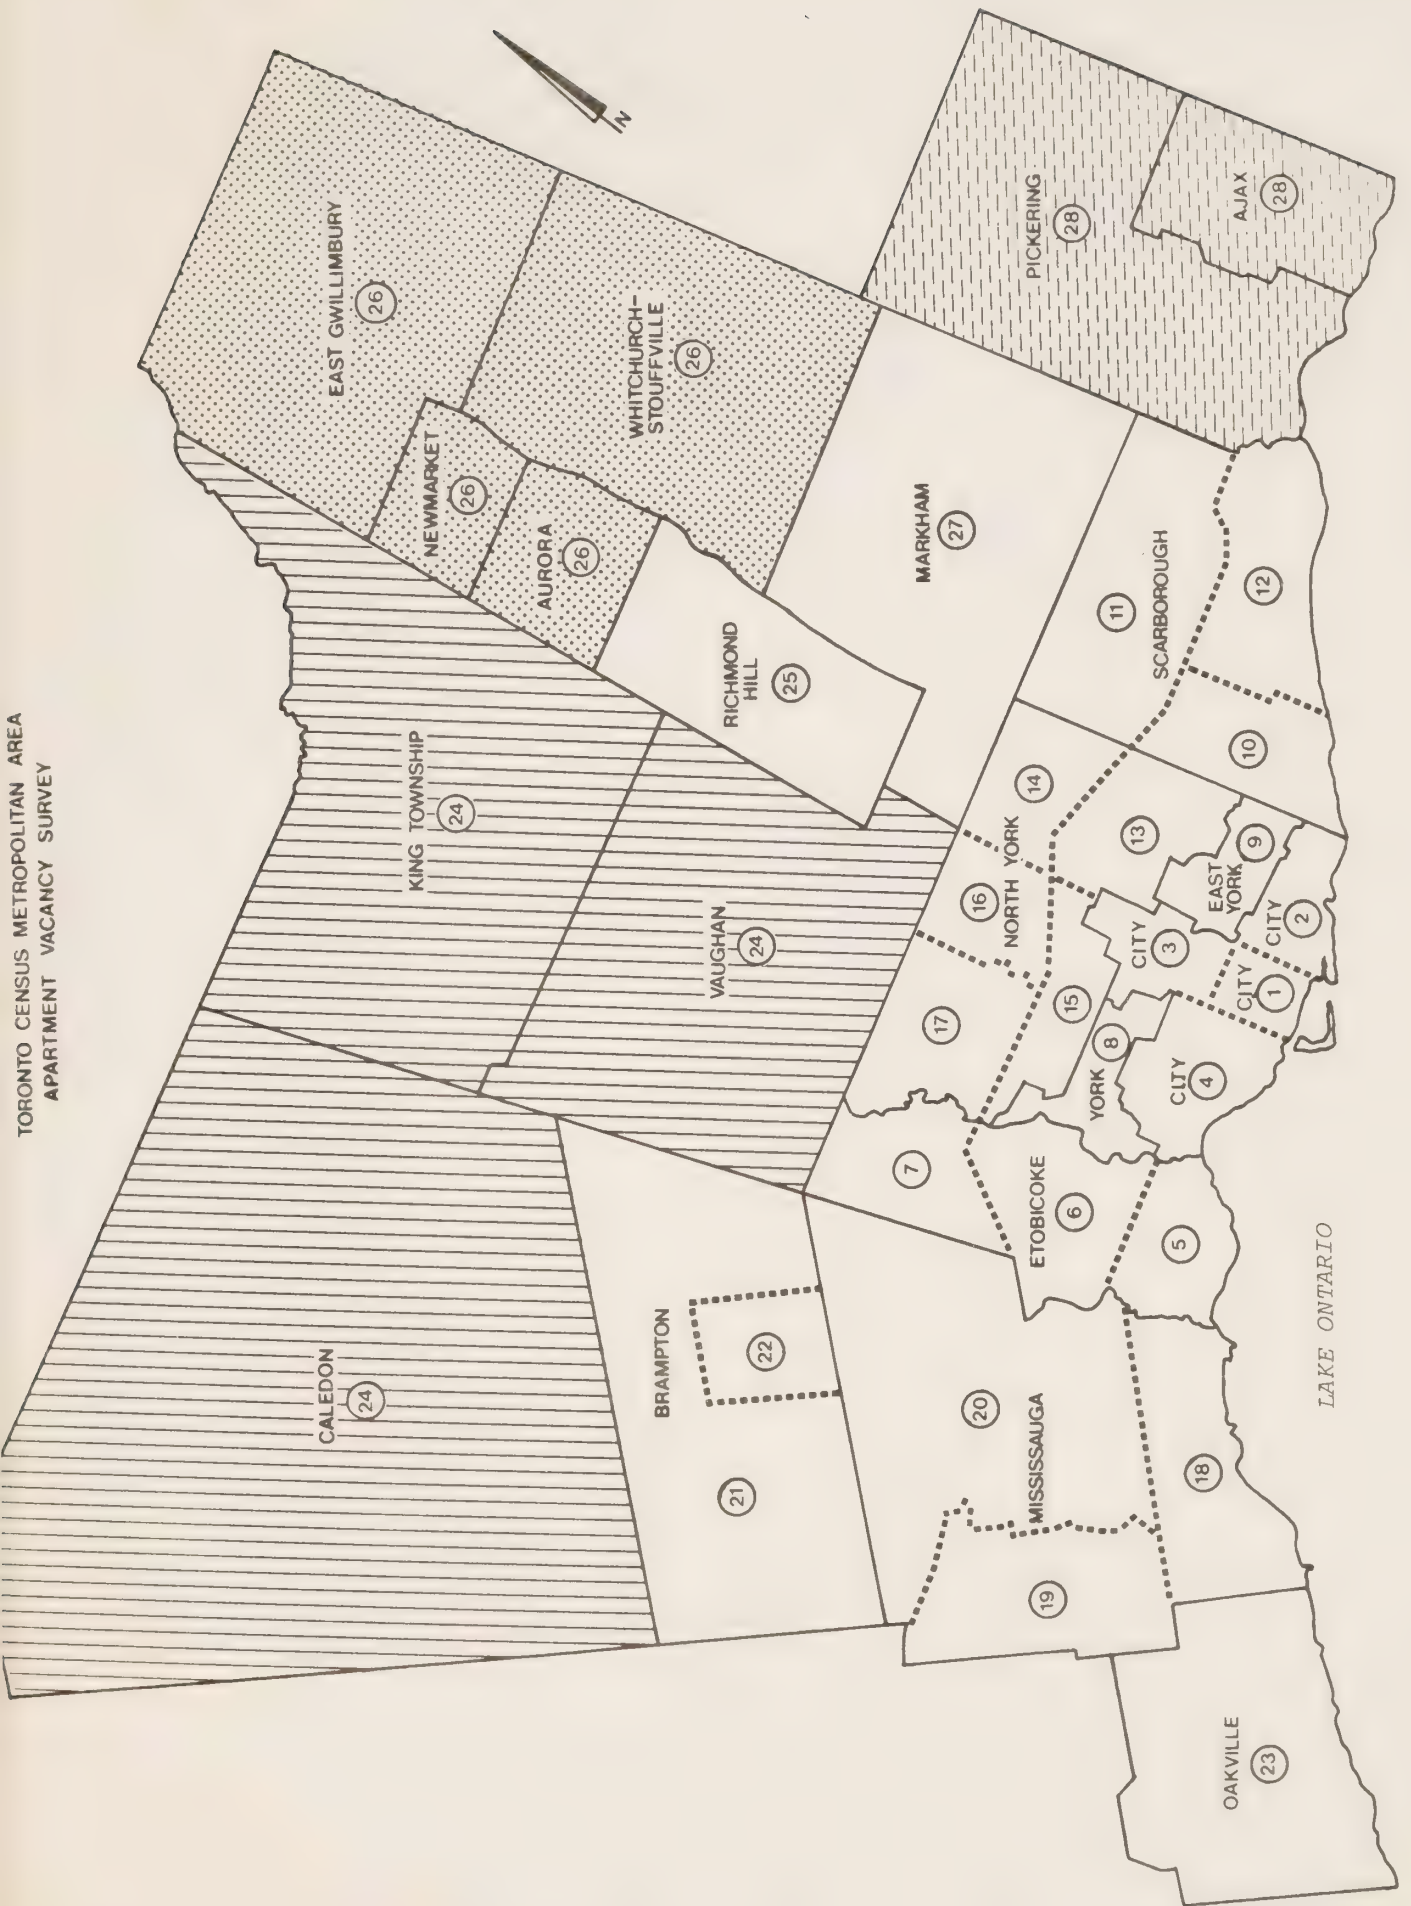 TORONTO CENSUS METROPOLITAN AREA
APARTMENT VACANCY SURVEY
N
EAST GWILLIMBURY
26
NEWMARKET
26
WHITCHURCH-
STOUFFVILLE
26
AURORA
26
KING TOWNSHIP
24
CALEDON
24
VAUGHAN
24
RICHMOND
HILL
25
MARKHAM
27
PICKERING
28
AJAX
28
BRAMPTON
22
21
SCARBOROUGH
11
12
10
NORTH YORK
14
13
16
15
17
EAST
YORK
9
CITY
3
CITY
2
CITY
1
CITY
4
YORK
8
ETOBICOKE
7
6
5
MISSISSAUGA
20
19
18
OAKVILLE
23
LAKE ONTARIO